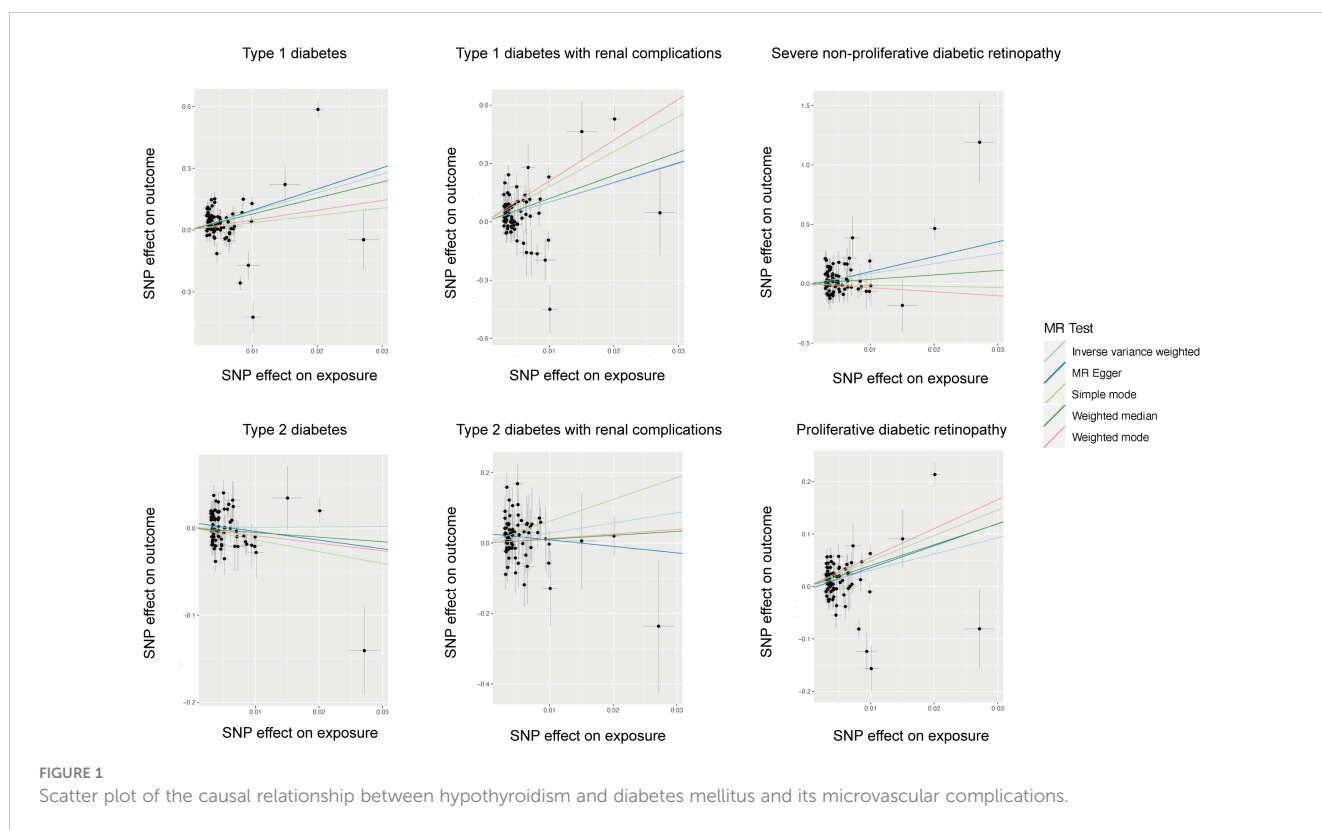 Type 1 diabetes
Type 1 diabetes with renal complications
Severe non-proliferative diabetic retinopathy
SNP effect on outcome
0.6
0.3
0.0
-0.3
0.01
0.02
0.03
SNP effect on exposure
SNP effect on outcome
0.6
0.3
0.0
-0.3
-0.6
0.01
0.02
0.03
SNP effect on exposure
SNP effect on outcome
1.5
1.0
0.5
0.0
-0.5
0.01
0.02
0.03
SNP effect on exposure
MR Test
Inverse variance weighted
MR Egger
Simple mode
Weighted median
Weighted mode
Type 2 diabetes
Type 2 diabetes with renal complications
Proliferative diabetic retinopathy
SNP effect on outcome
0.0
-0.1
-0.2
0.01
0.02
0.03
SNP effect on exposure
SNP effect on outcome
0.2
0.0
-0.2
-0.4
0.01
0.02
0.03
SNP effect on exposure
SNP effect on outcome
0.2
0.1
0.0
-0.1
-0.2
0.01
0.02
0.03
SNP effect on exposure
FIGURE 1
Scatter plot of the causal relationship between hypothyroidism and diabetes mellitus and its microvascular complications.